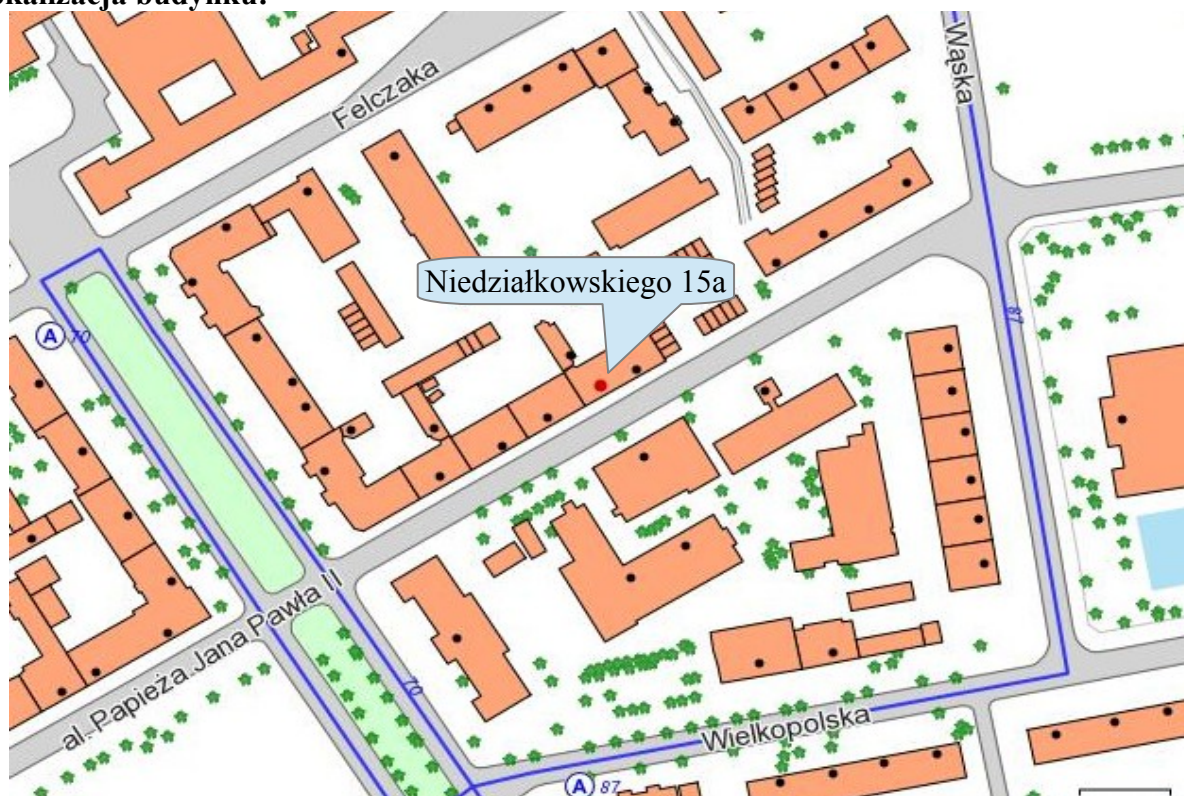 Wąska
Felczaka
Niedziałkowskiego 15a
A 70
87
al. Papieża Jana Pawła II
70
Wielkopolska
A 87